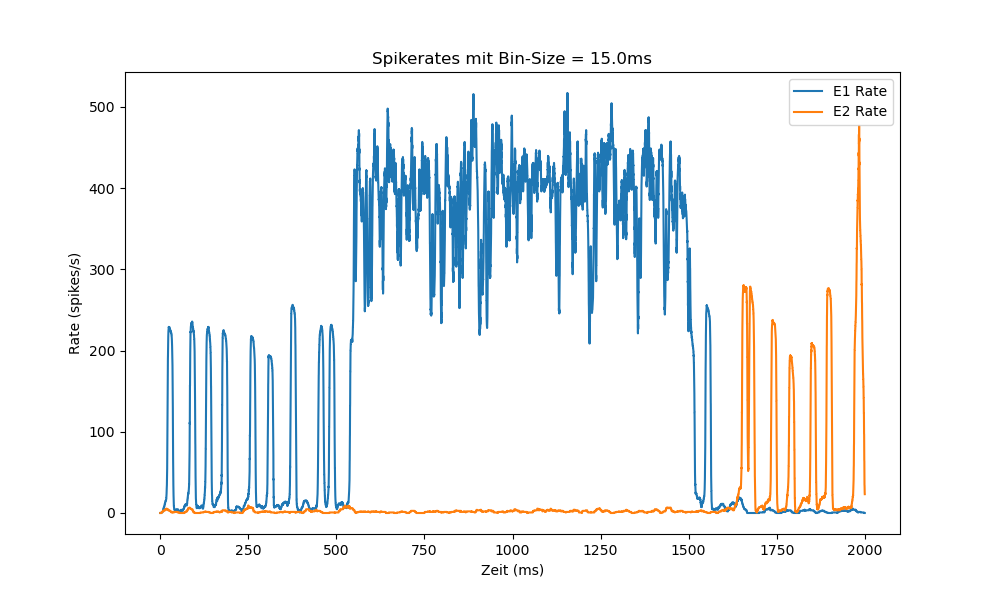 Spikerates mit Bin-Size = 15.0ms
E1 Rate
E2 Rate
500
400
300
200
100
0
Rate (spikes/s)
0 250 500 750 1000 1250 1500 1750 2000
Zeit (ms)